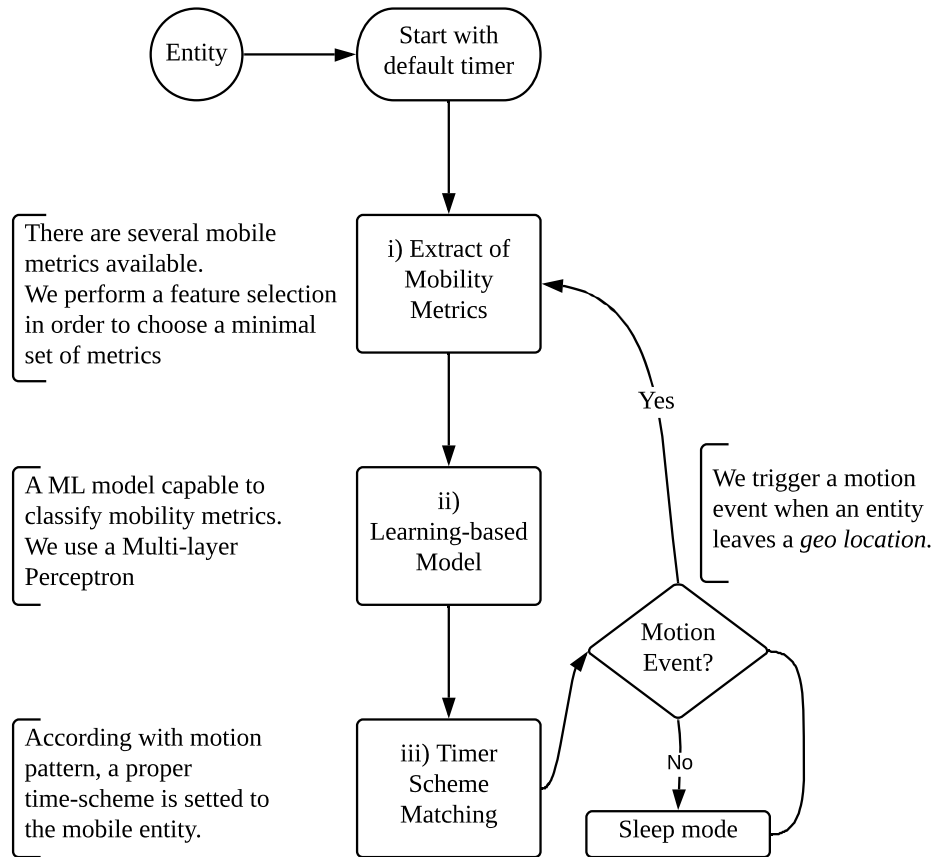 Entity
Start with
default timer
There are several mobile
metrics available.
We perform a feature selection
in order to choose a minimal
set of metrics
i) Extract of
Mobility
Metrics
Yes
A ML model capable to
classify mobility metrics.
We use a Multi-layer
Perceptron
ii)
Learning-based
Model
We trigger a motion
event when an entity
leaves a geo location.
Motion
Event?
According with motion
pattern, a proper
time-scheme is setted to
the mobile entity.
iii) Timer
Scheme
Matching
No
Sleep mode